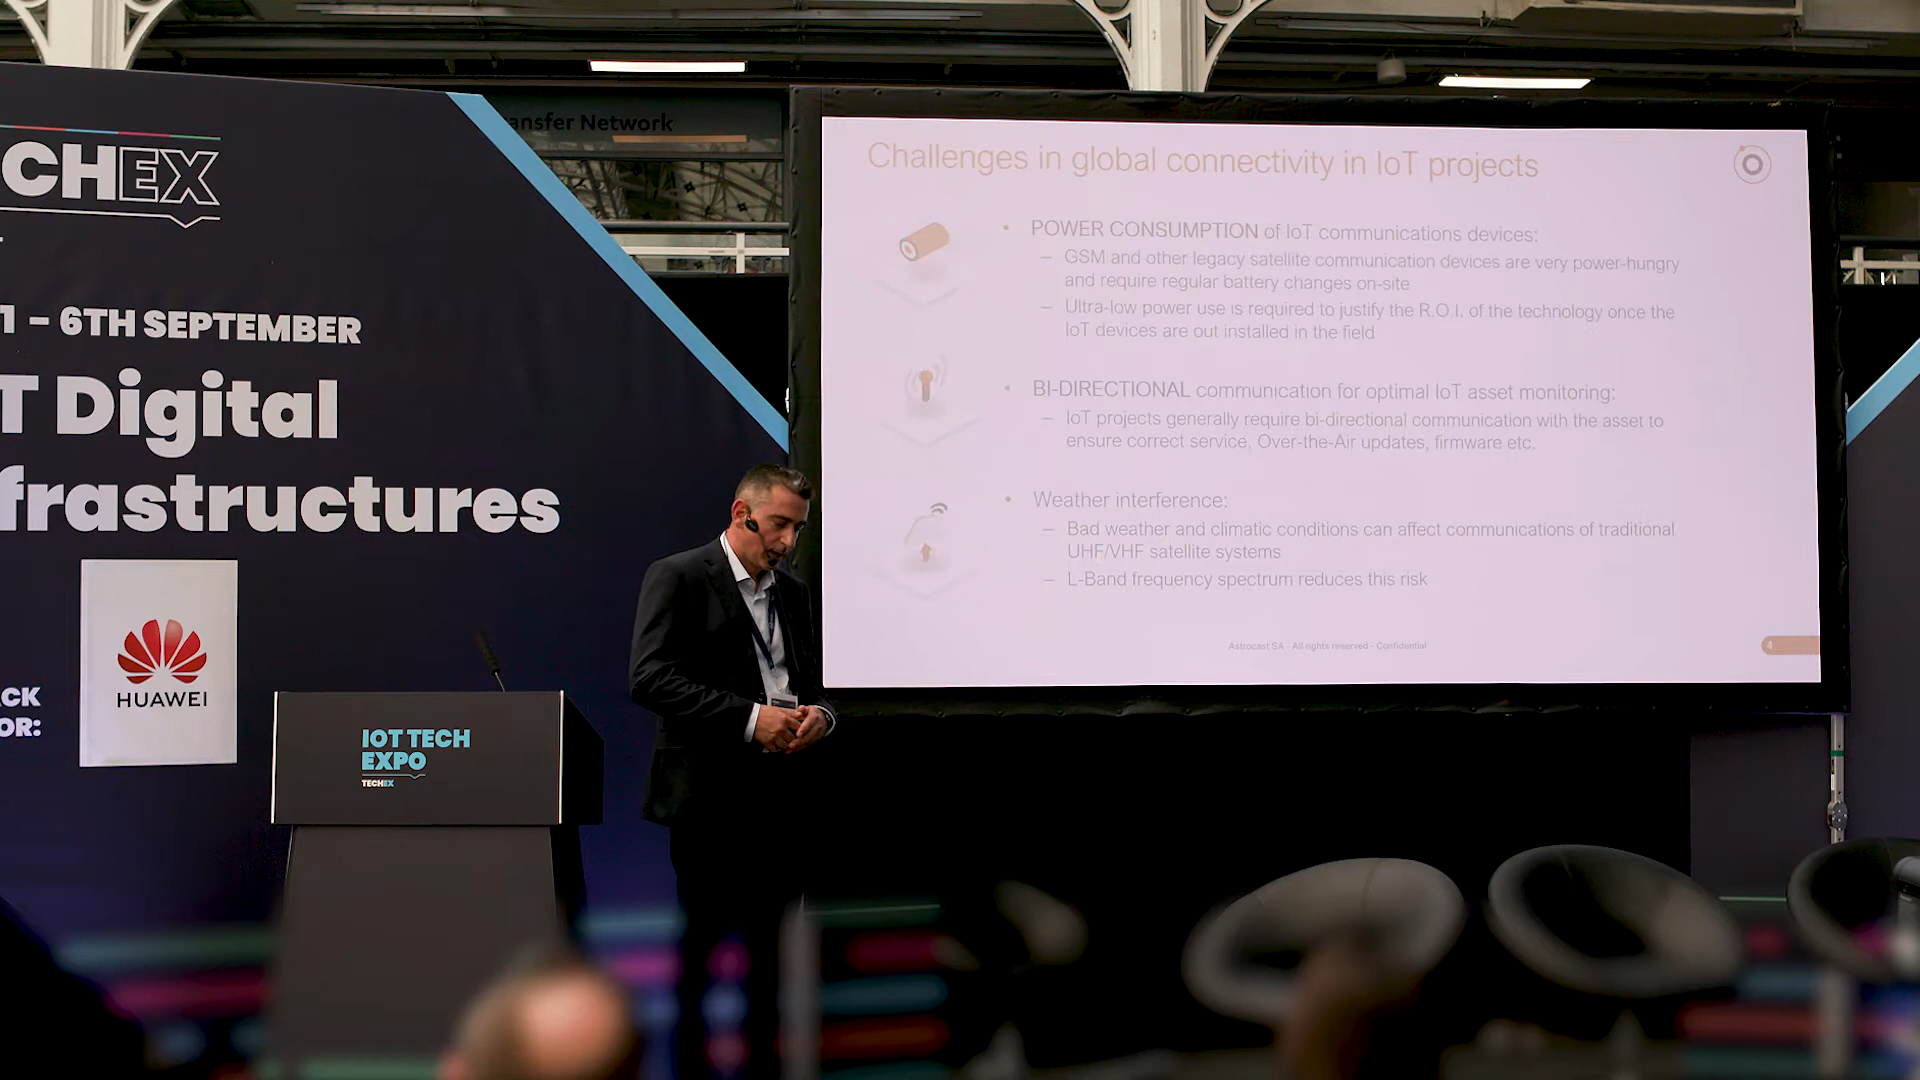 ansfer Network
CHEX
1 – 6TH SEPTEMBER
T Digital
frastructures
HUAWEI
ACK
OR:
IOT TECH
EXPO
TECHEX
Challenges in global connectivity in IoT projects
• POWER CONSUMPTION of IoT communications devices:
– GSM and other legacy satellite communication devices are very power-hungry
and require regular battery changes on-site
– Ultra-low power use is required to justify the R.O.I. of the technology once the
IoT devices are out installed in the field
• BI-DIRECTIONAL communication for optimal IoT asset monitoring:
– IoT projects generally require bi-directional communication with the asset to
ensure correct service, Over-the-Air updates, firmware etc.
• Weather interference:
– Bad weather and climatic conditions can affect communications of traditional
UHF/VHF satellite systems
– L-Band frequency spectrum reduces this risk
Astrocast SA - All rights reserved - Confidential
4